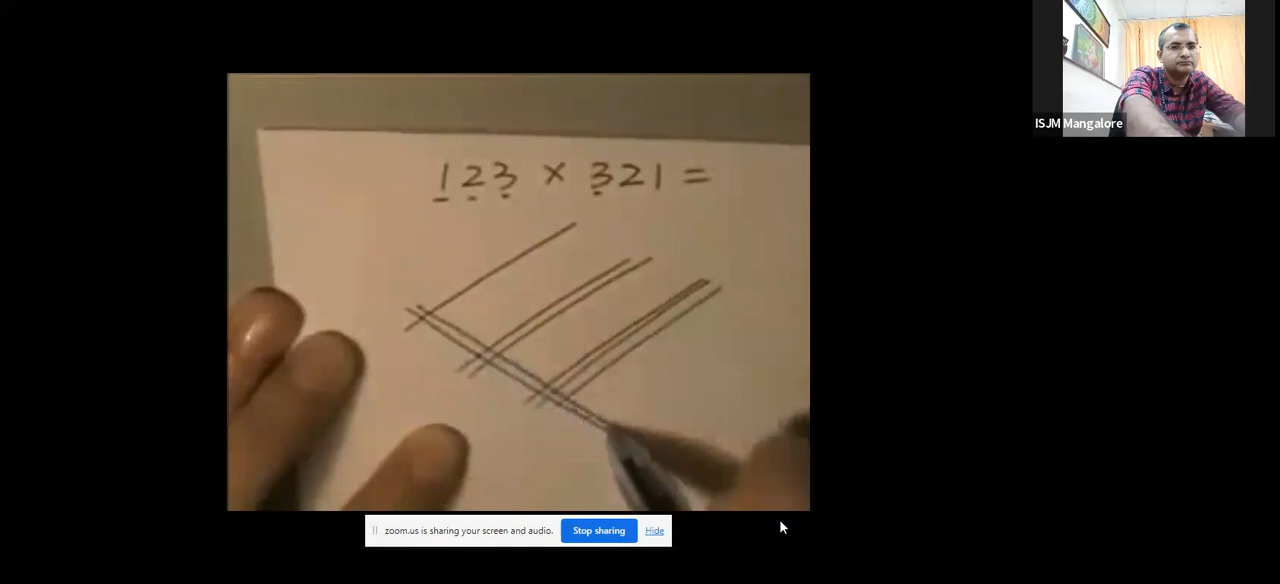 ISJM Mangalore
123 × 321 =
zoom.us is sharing your screen and audio. Stop sharing Hide